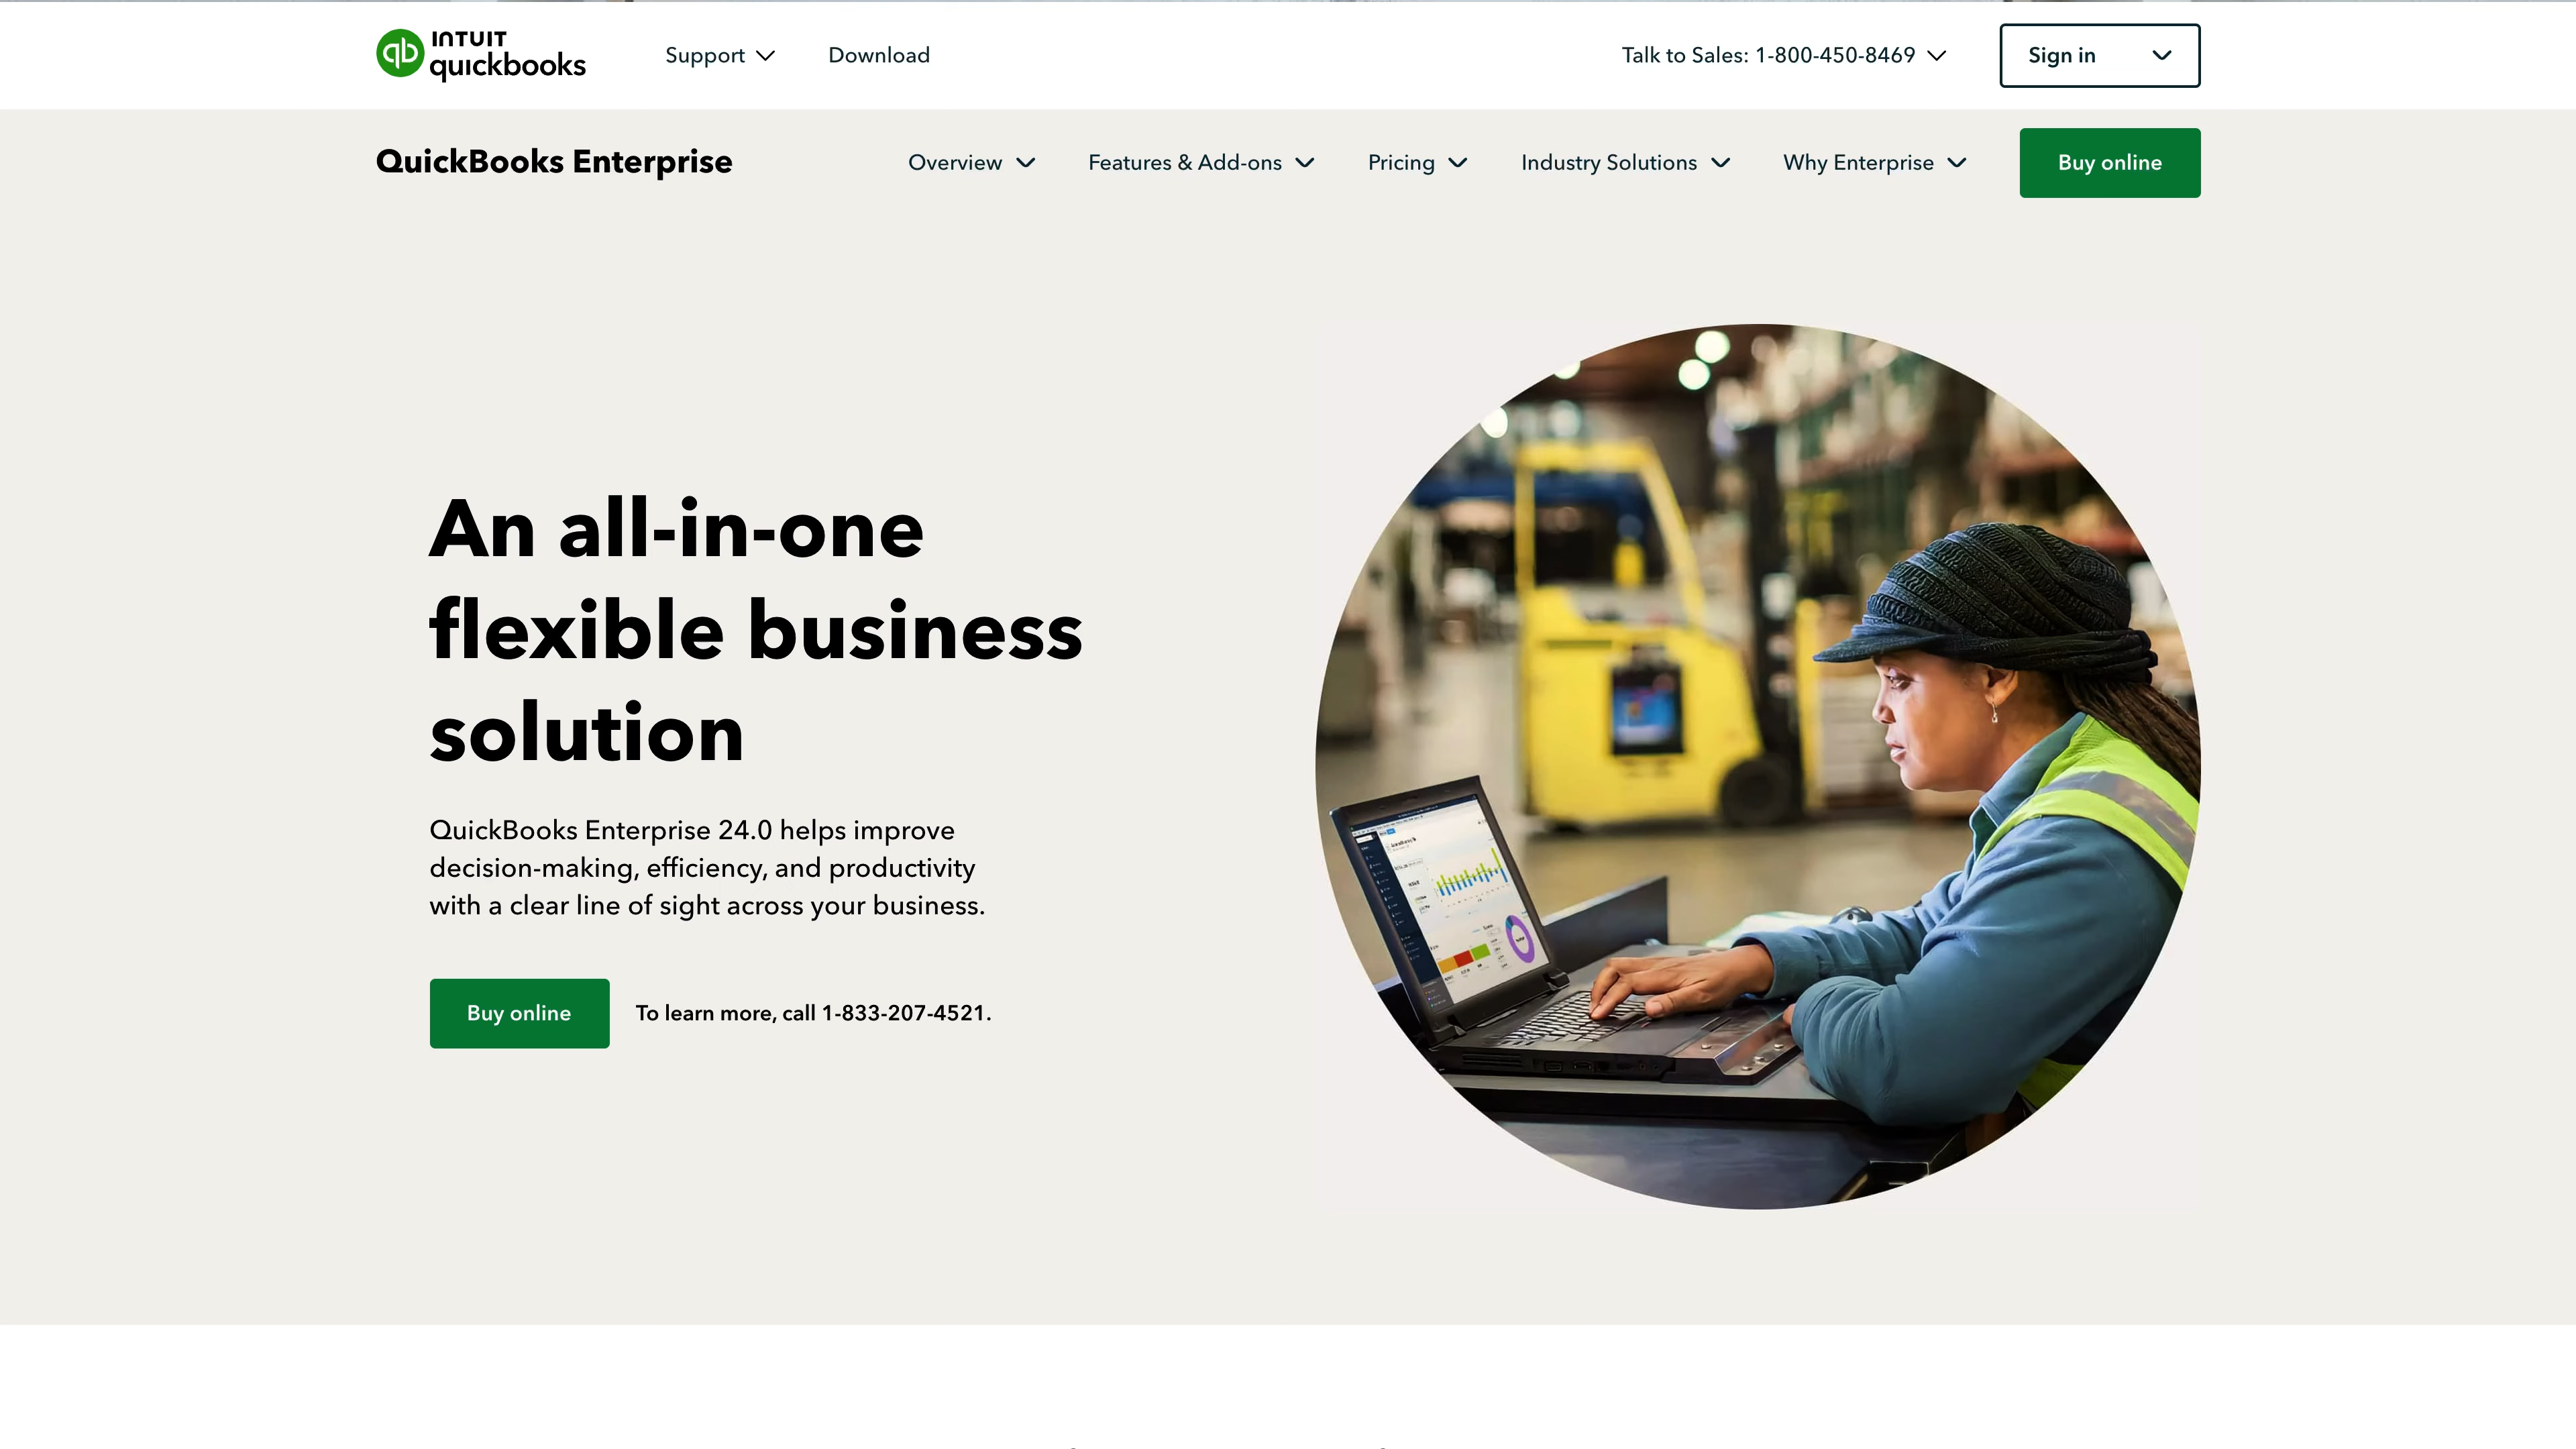 INTUIT
quickbooks
Support
Download
Talk to Sales: 1-800-450-8469
Sign in
QuickBooks Enterprise
Overview
Features & Add-ons
Pricing
Industry Solutions
Why Enterprise
Buy online
An all-in-one
flexible business
solution
QuickBooks Enterprise 24.0 helps improve
decision-making, efficiency, and productivity
with a clear line of sight across your business.
Buy online
To learn more, call 1-833-207-4521.